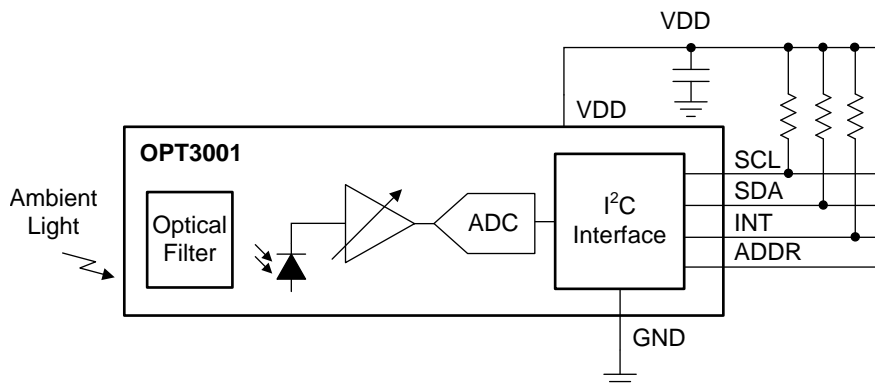 VDD
VDD
OPT3001
Ambient
Light
Optical
Filter
ADC
I²C
Interface
SCL
SDA
INT
ADDR
GND